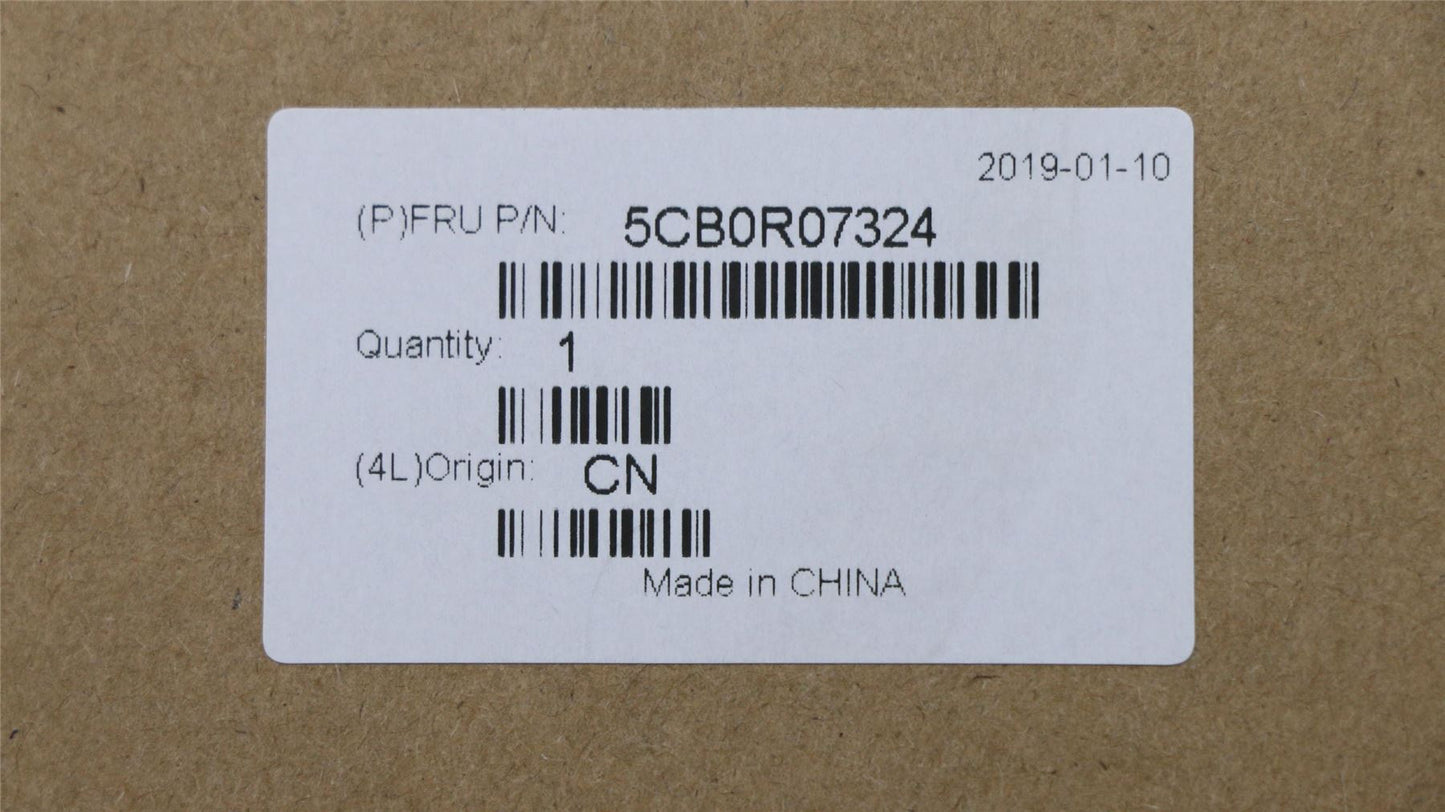 2019-01-10
(P)FRU P/N: 5CB0R07324
Quantity: 1
(4L)Origin: CN
Made in CHINA